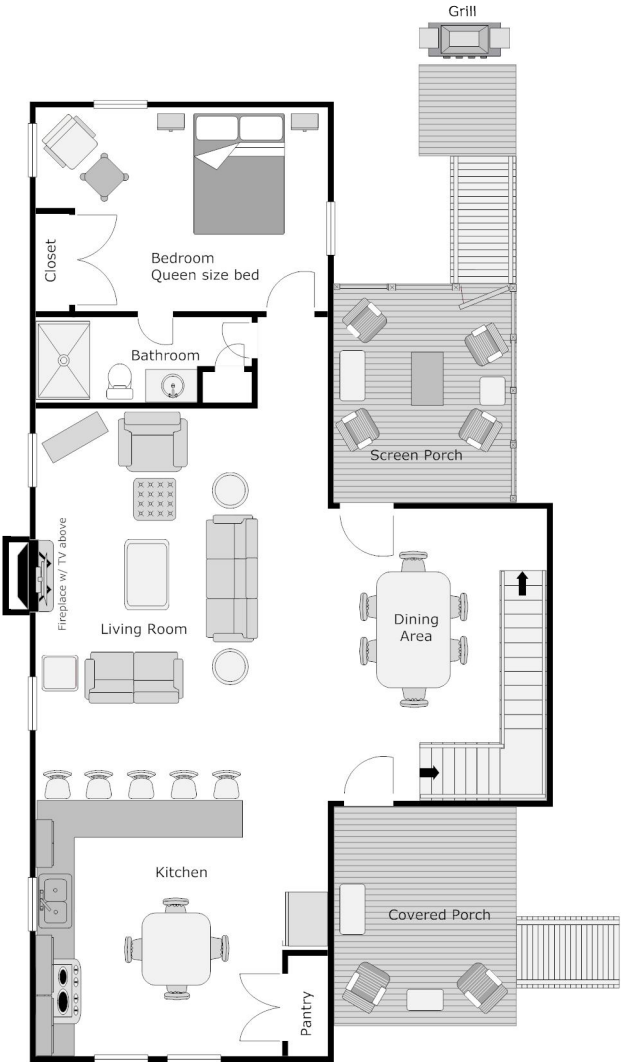 Grill
Closet
Bedroom
Queen size bed
Bathroom
Screen Porch
Fireplace w/ TV above
Living Room
Dining
Area
Kitchen
Covered Porch
Pantry